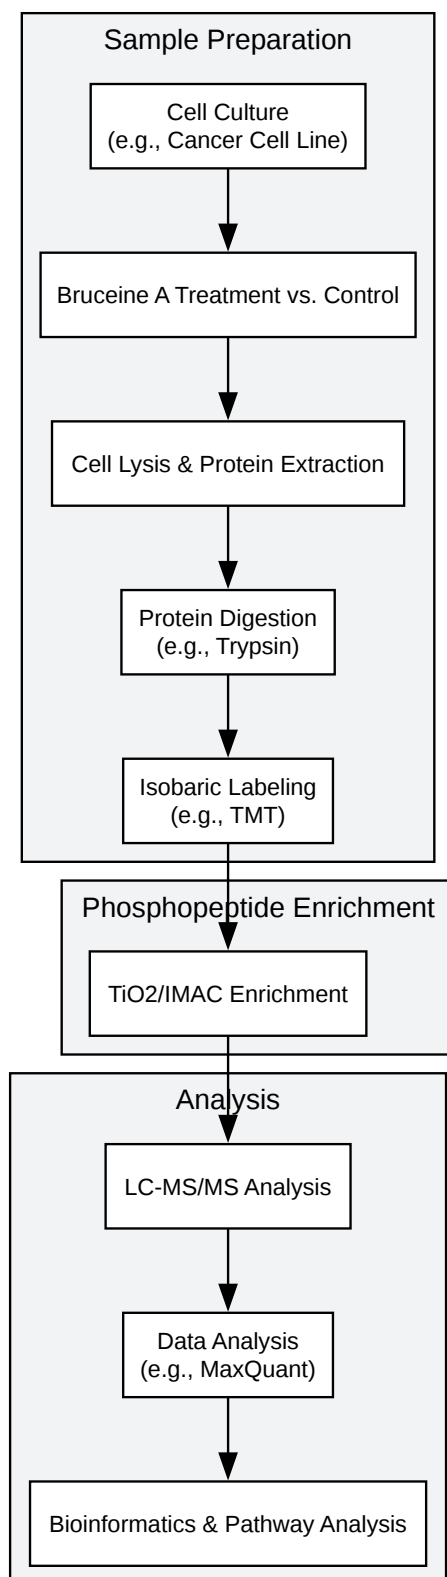 Sample Preparation
Cell Culture
(e.g., Cancer Cell Line)
Bruceine A Treatment vs. Control
Cell Lysis & Protein Extraction
Protein Digestion
(e.g., Trypsin)
Isobaric Labeling
(e.g., TMT)
Phosphopeptide Enrichment
TiO2/IMAC Enrichment
Analysis
LC-MS/MS Analysis
Data Analysis
(e.g., MaxQuant)
Bioinformatics & Pathway Analysis